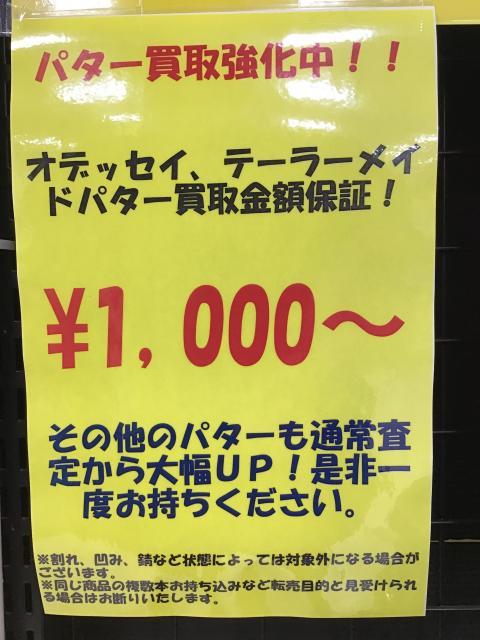 パター買取強化中！！
オデッセイ、テーラーメイ
ドパター買取金額保証！
¥1,000～
その他のパターも通常査
定から大幅UP！是非一
度お持ちください。
※割れ、凹み、錆など状態によっては対象外になる場合が
ございます。
※同じ商品の複数本お持ち込みなど転売目的と見受けられ
る場合はお断りいたします。